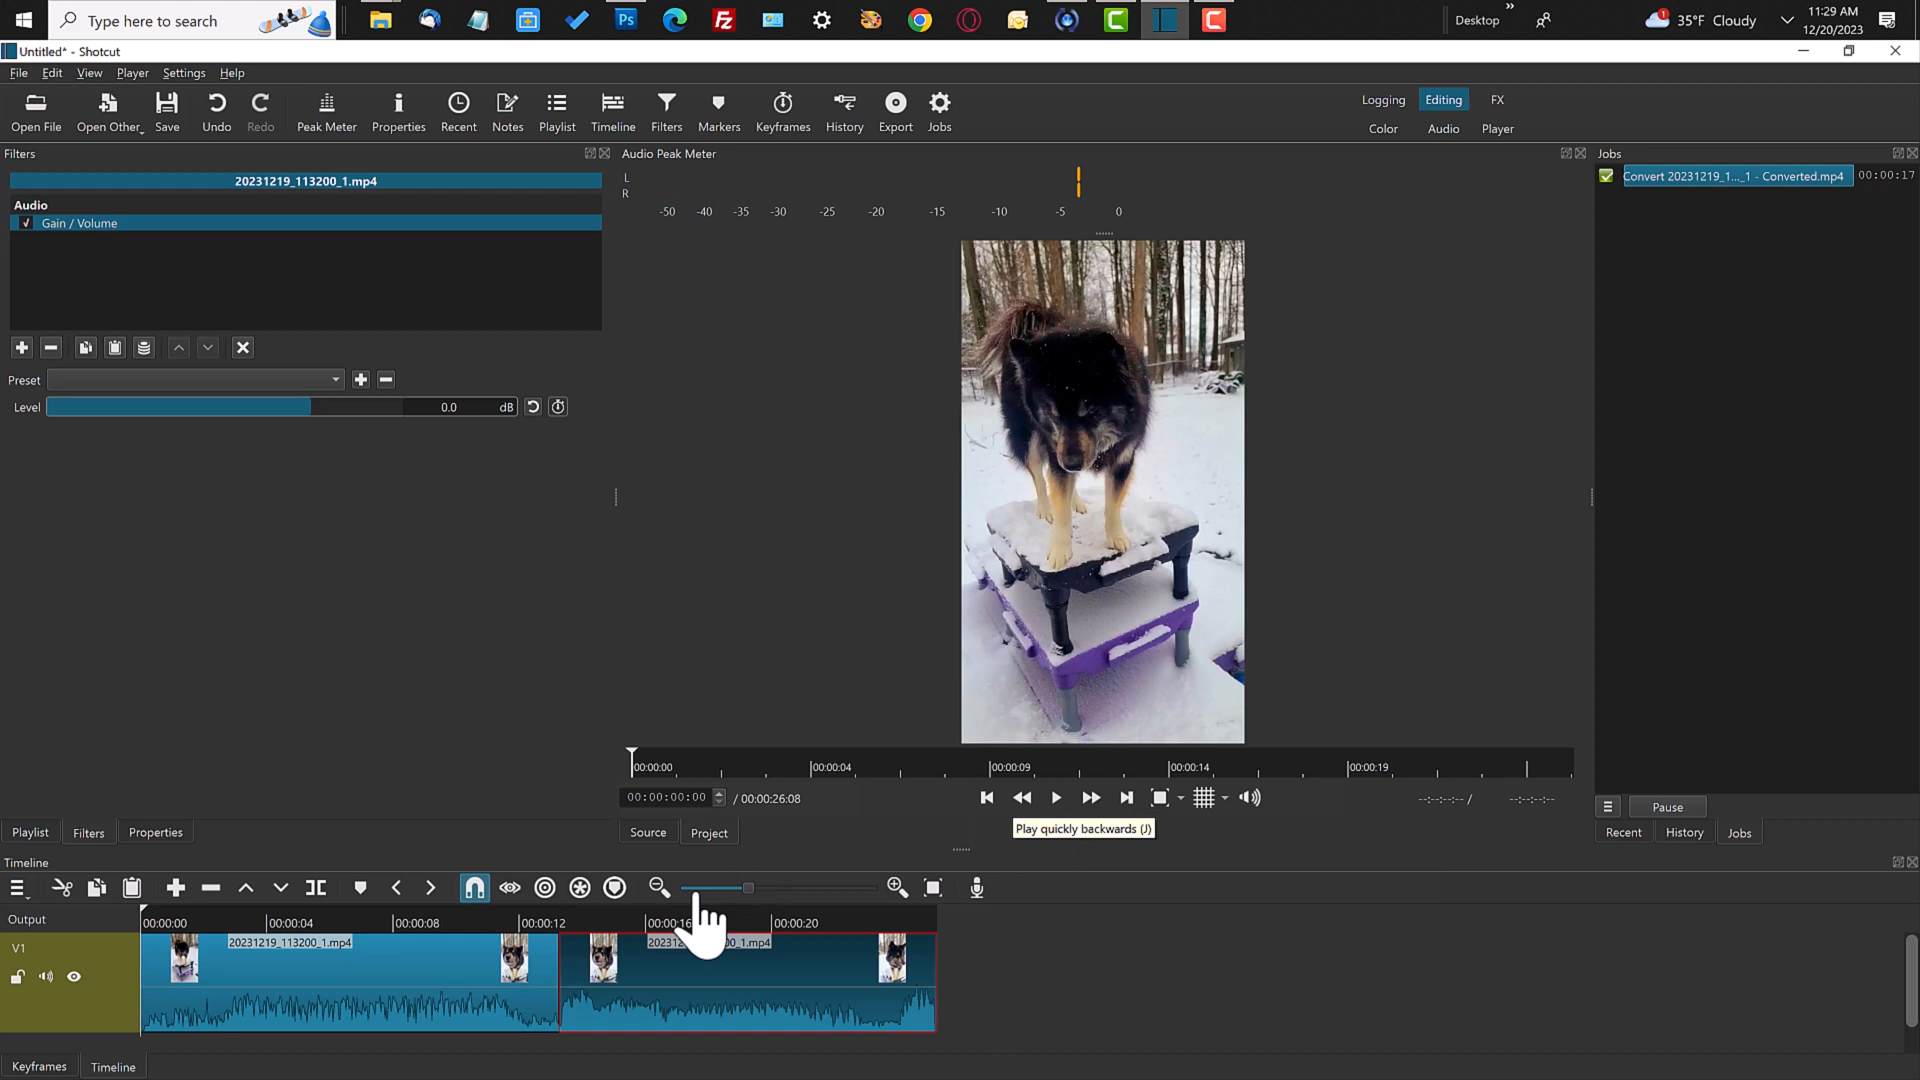 Type here to search
Ps
Fz
Desktop
»
35°F Cloudy
11:29 AM
12/20/2023
Untitled* - Shotcut
File Edit View Player Settings Help
Open File Open Other Save Undo Redo Peak Meter Properties Recent Notes Playlist Timeline Filters Markers Keyframes History Export Jobs
Logging Editing FX
Color Audio Player
Filters
Audio Peak Meter
Jobs
20231219_113200_1.mp4
Convert 20231219_1..._1 - Converted.mp4 00:00:17
L
R
-50 -40 -35 -30 -25 -20 -15 -10 -5 0
Audio
Gain / Volume
Preset
Level 0.0 dB
00:00:00 00:00:04 00:00:09 00:00:14 00:00:19
00:00:00:00 / 00:00:26:08
--:--:--:-- / --:--:--:--
Pause
Play quickly backwards (J)
Playlist Filters Properties
Source Project
Recent History Jobs
Timeline
Output
00:00:00 00:00:04 00:00:08 00:00:12 00:00:16 00:00:20
V1
20231219_113200_1.mp4
Keyframes Timeline